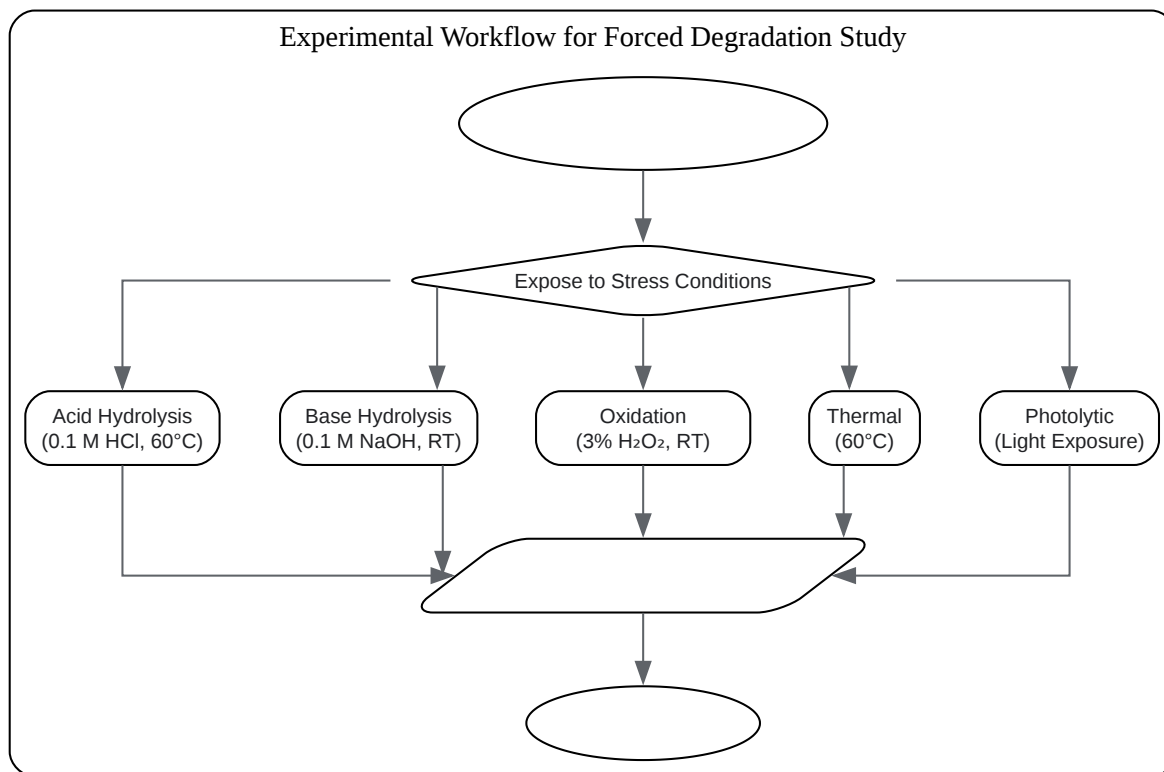 Experimental Workflow for Forced Degradation Study
Expose to Stress Conditions
Acid Hydrolysis
(0.1 M HCl, 60°C)
Base Hydrolysis
(0.1 M NaOH, RT)
Oxidation
(3% H₂O₂, RT)
Thermal
(60°C)
Photolytic
(Light Exposure)